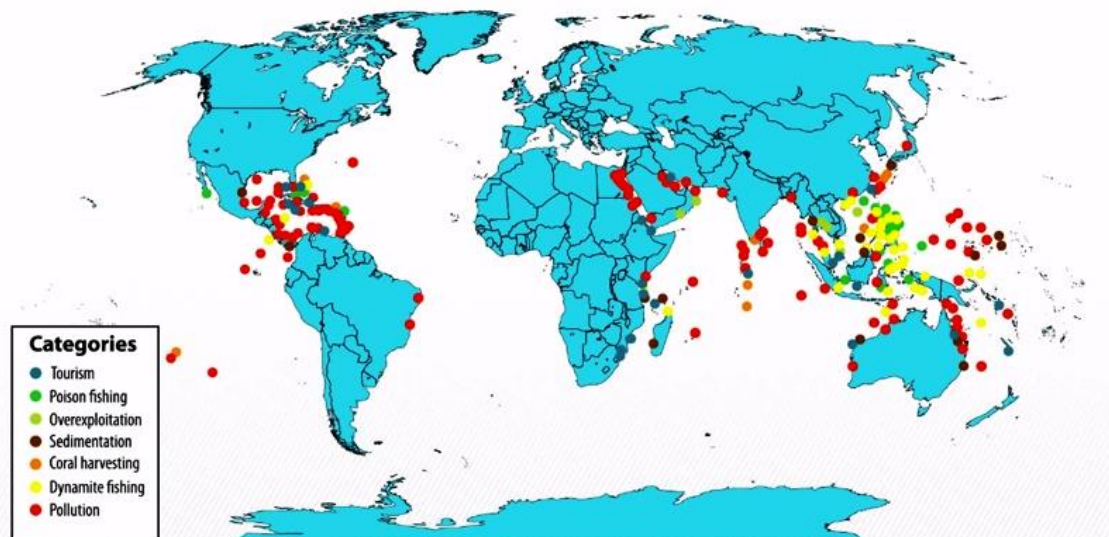 Categories
Tourism
Poison fishing
Overexploitation
Sedimentation
Coral harvesting
Dynamite fishing
Pollution